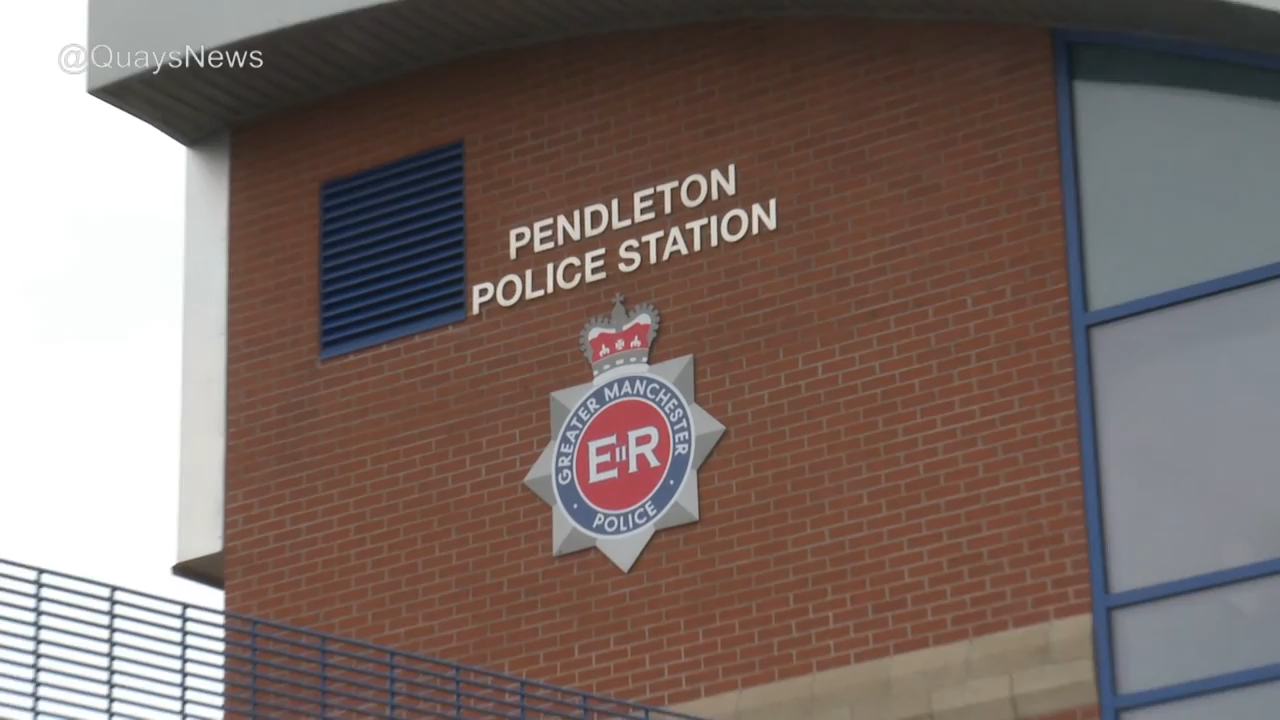 @QuaysNews
PENDLETON
POLICE STATION
GREATER MANCHESTER
EIIR
POLICE